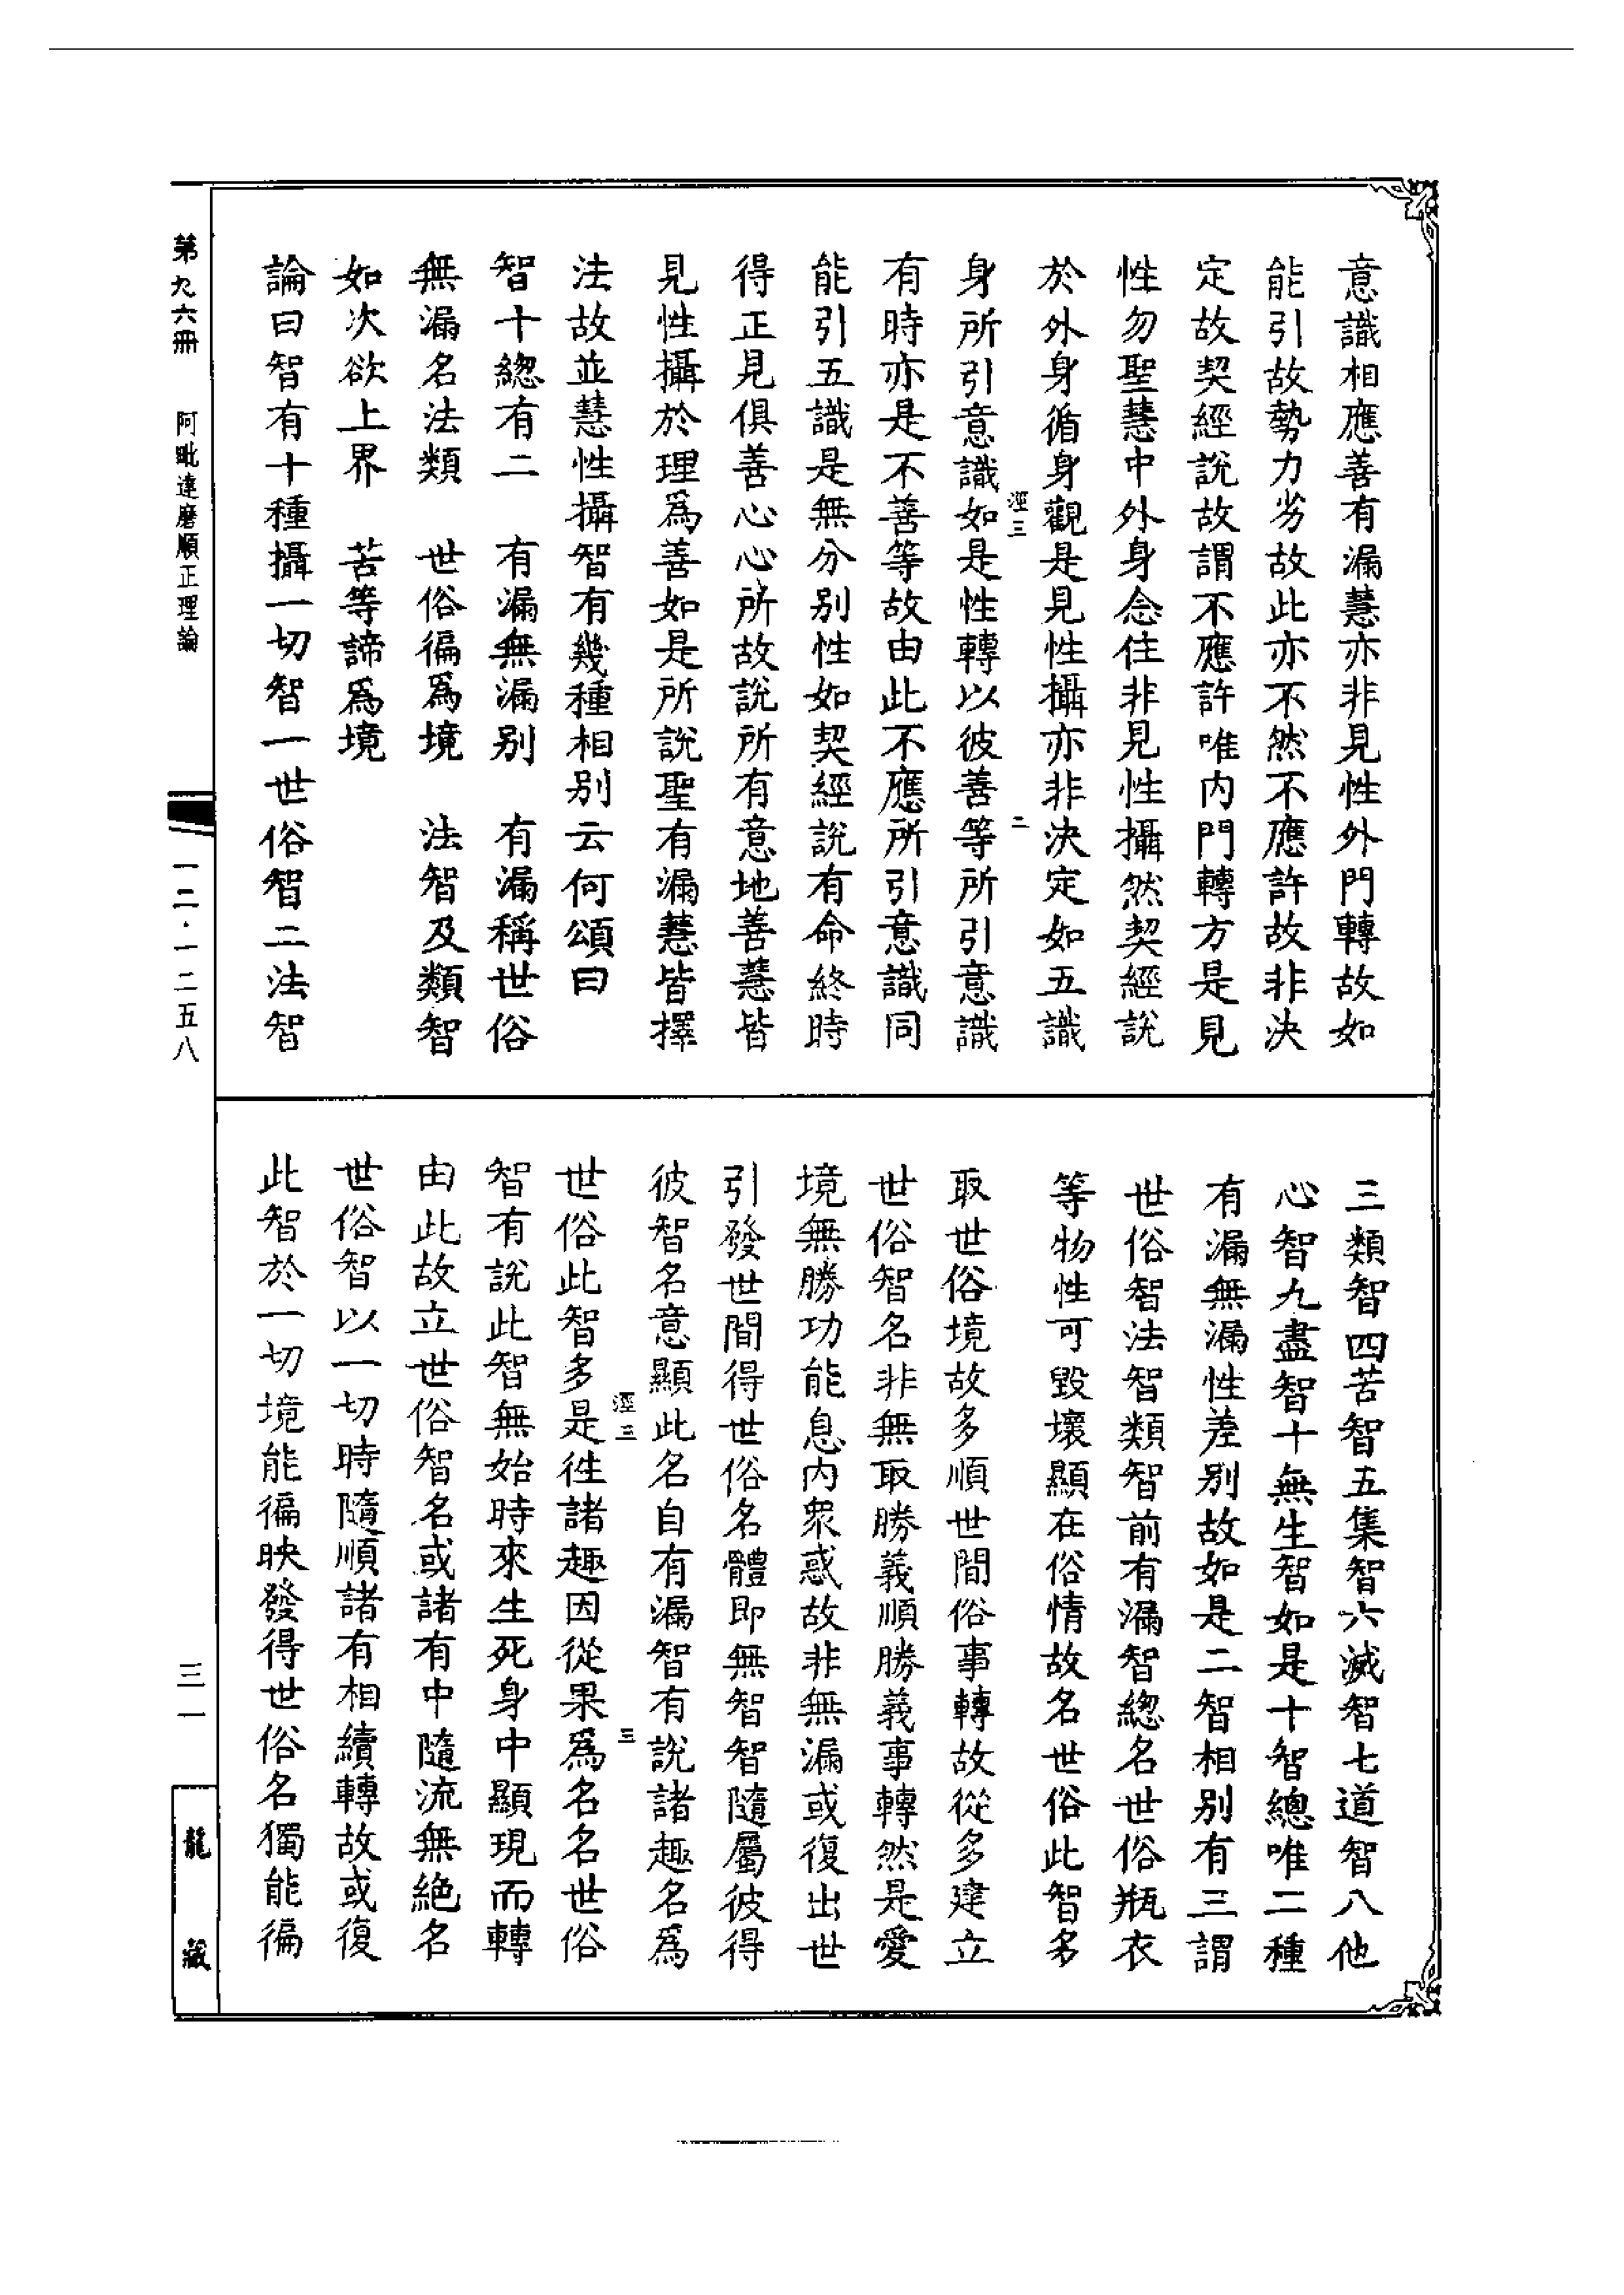 意識相應善有漏慧亦非見性外門轉故如
能引故勢力劣故此亦不然不應許故非決
定故契經說故謂不應許唯内門轉方是見
性勿聖慧中外身念住非見性攝然契經說
於外身循身觀是見性攝亦非決定如五識
涇三
二
身所引意識如是性轉以彼善等所引意識
有時亦是不善等故由此不應所引意識同
能引五識是無分別性如契經說有命終時
得正見俱善心心所故說所有意地善慧皆
見性攝於理爲善如是所說聖有漏慧皆擇
法故並慧性攝智有幾種相別云何頌曰
智十總有二　有漏無漏別　有漏稱世俗
無漏名法類　世俗徧爲境　法智及類智
如次欲上界　苦等諦爲境
論曰智有十種攝一切智一世俗智二法智
三類智四苦智五集智六滅智七道智八他
心智九盡智十無生智如是十智總唯二種
有漏無漏性差別故如是二智相別有三謂
世俗智法智類智前有漏智總名世俗瓶衣
等物性可毀壞顯在俗情故名世俗此智多
取世俗境故多順世間俗事轉故從多建立
世俗智名非無取勝義順勝義事轉然是愛
境無勝功能息内衆惑故非無漏或復出世
引發世間得世俗名體即無智智隨屬彼得
彼智名意顯此名自有漏智有說諸趣名爲
涇三
三
世俗此智多是往諸趣因從果爲名名世俗
智有說此智無始時來生死身中顯現而轉
由此故立世俗智名或諸有中隨流無絕名
世俗智以一切時隨順諸有相續轉故或復
此智於一切境能徧映發得世俗名獨能徧
第九六冊　阿毗達磨順正理論
一二·一二五八
三一
龍藏